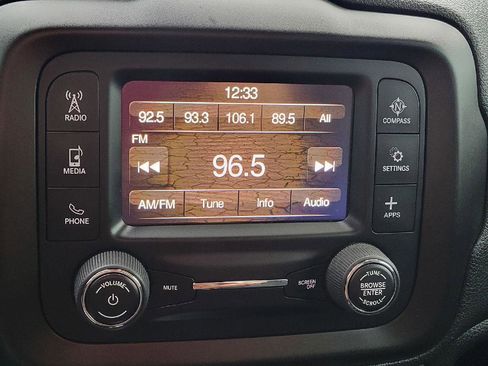 12:33
92.5 93.3 106.1 89.5 All
FM
96.5
AM/FM Tune Info Audio
RADIO
MEDIA
PHONE
N
COMPASS
SETTINGS
APPS
VOLUME
MUTE
SCREEN
OFF
TUNE
BROWSE
ENTER
SCROLL